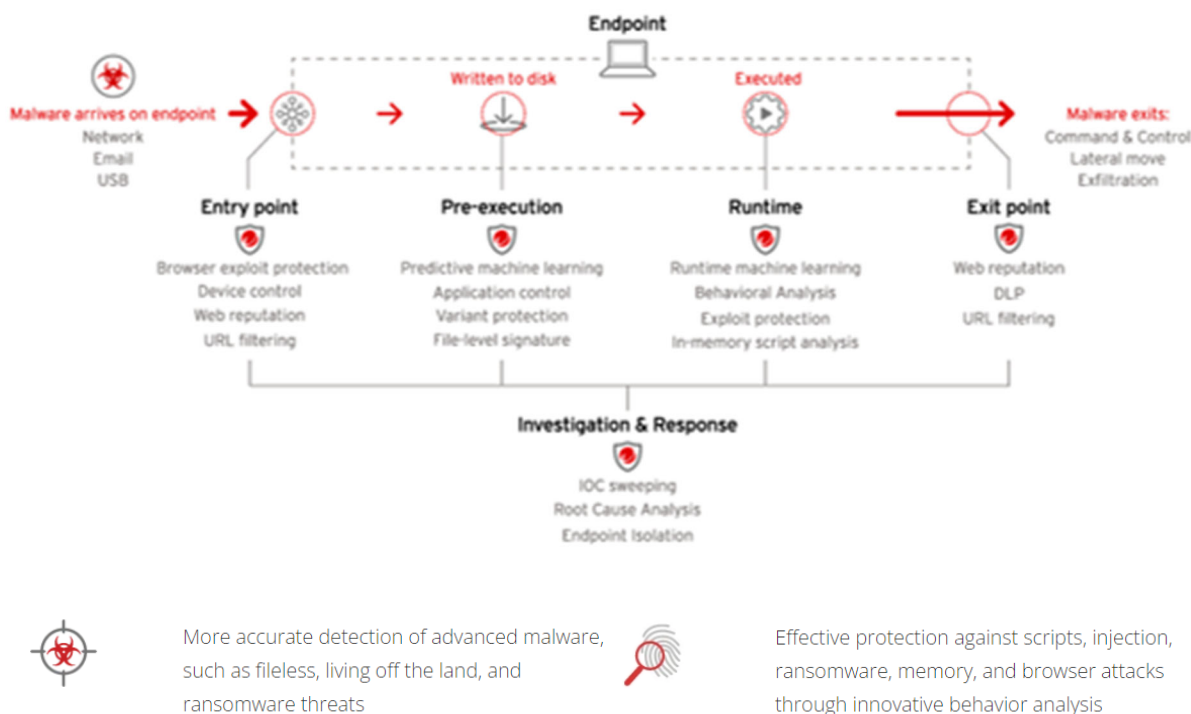 Endpoint
Written to disk
Executed
Malware arrives on endpoint
Network
Email
USB
Malware exits:
Command & Control
Lateral move
Exfiltration
Entry point
Browser exploit protection
Device control
Web reputation
URL filtering
Pre-execution
Predictive machine learning
Application control
Variant protection
File-level signature
Runtime
Runtime machine learning
Behavioral Analysis
Exploit protection
In-memory script analysis
Exit point
Web reputation
DLP
URL filtering
Investigation & Response
IOC sweeping
Root Cause Analysis
Endpoint Isolation
More accurate detection of advanced malware,
such as fileless, living off the land, and
ransomware threats
Effective protection against scripts, injection,
ransomware, memory, and browser attacks
through innovative behavior analysis